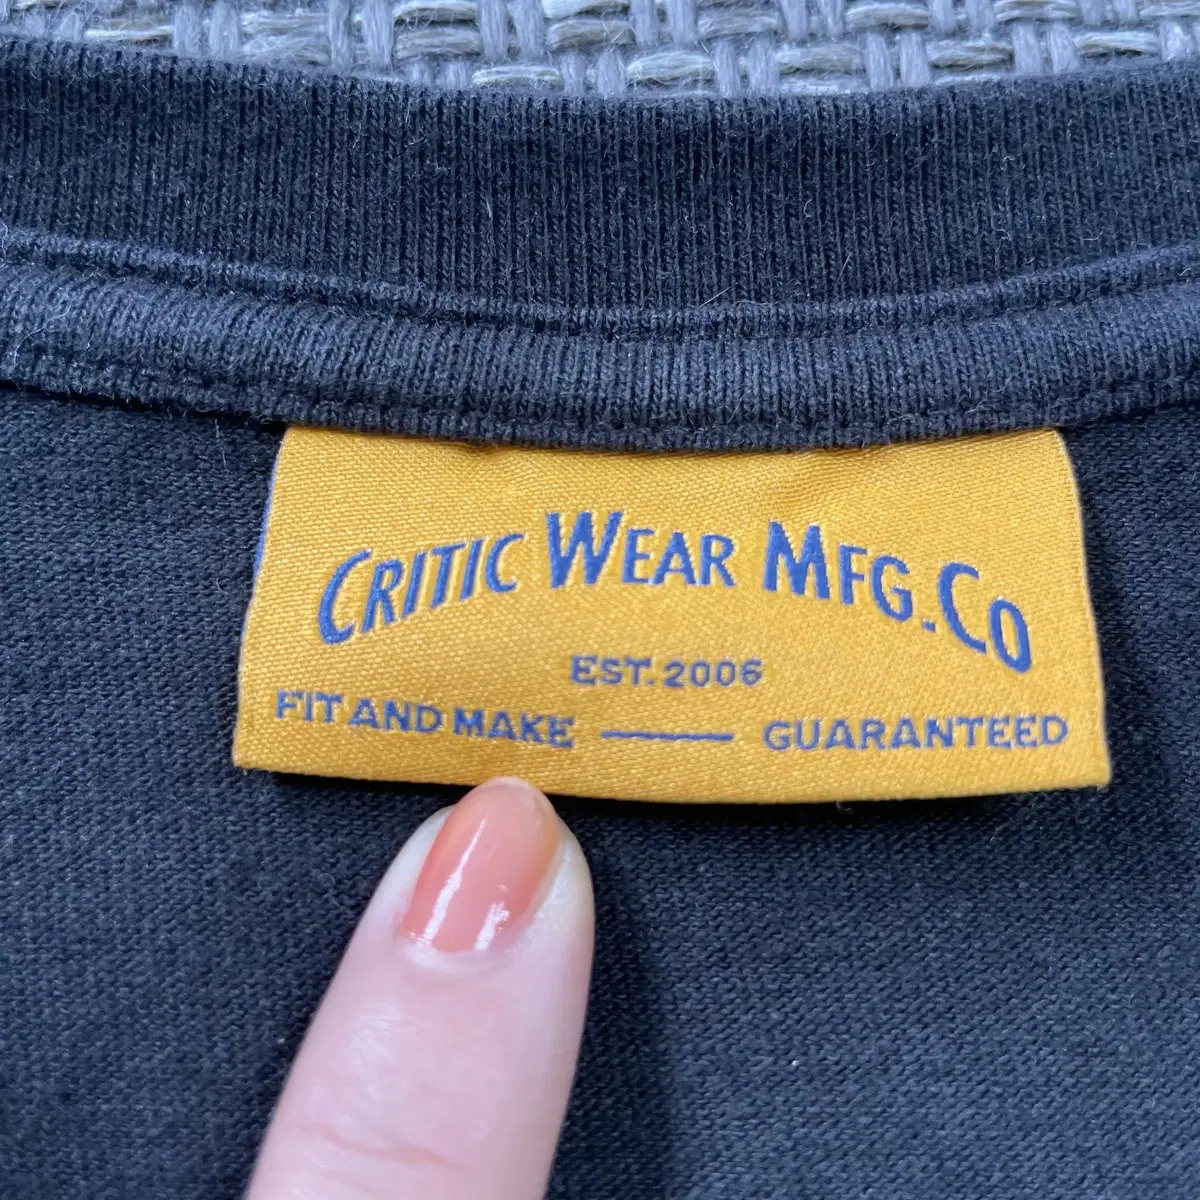 CRITIC WEAR MFG.CO
EST.2006
FIT AND MAKE — GUARANTEED